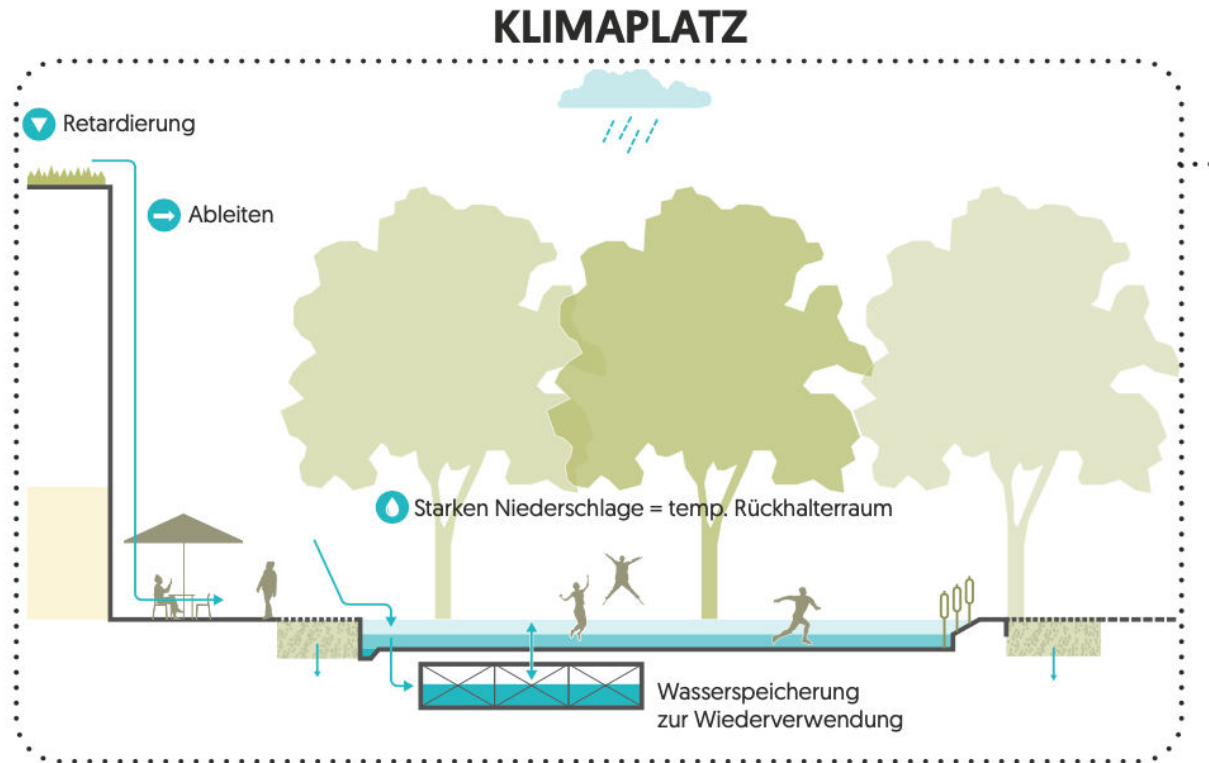 KLIMAPLATZ
Retardierung
Ableiten
Starken Niederschlage = temp. Rückhalterraum
Wasserspeicherung
zur Wiederverwendung